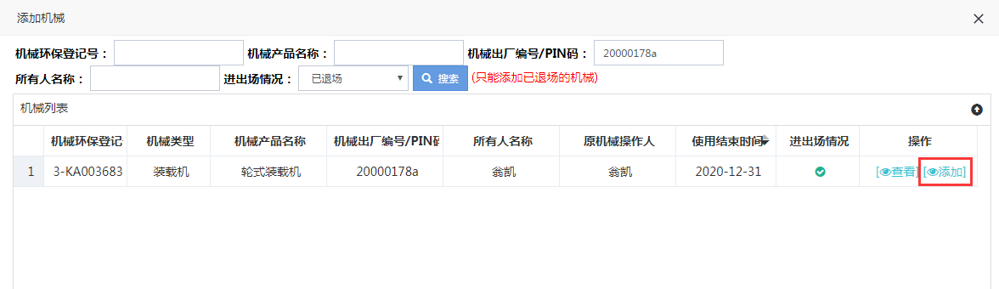 添加机械
机械环保登记号： 机械产品名称： 机械出厂编号/PIN码： 20000178a
所有人名称： 进出场情况： 已退场 搜索 (只能添加已退场的机械)
机械列表
机械环保登记 机械类型 机械产品名称 机械出厂编号/PIN码 所有人名称 原机械操作人 使用结束时间 进出场情况 操作
1 3-KA003683 装载机 轮式装载机 20000178a 翁凯 翁凯 2020-12-31 [查看] [添加]